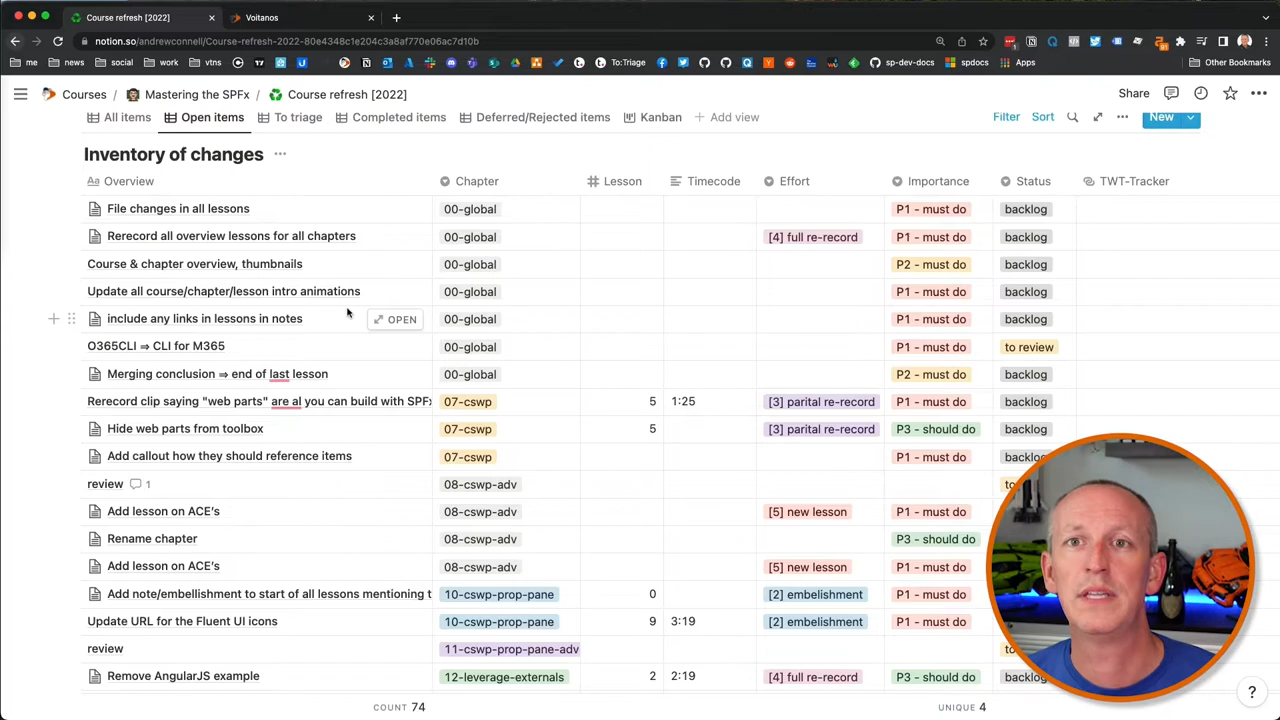 Course refresh [2022]
Voitanos
notion.so/andrewconnell/Course-refresh-2022-80e4348c1e204c3a8af770e06ac7d10b
me news social work vtns To:Triage sp-dev-docs spdocs Apps Other Bookmarks
Courses / Mastering the SPFx / Course refresh [2022] Share
All items Open items To triage Completed items Deferred/Rejected items Kanban + Add view Filter Sort New
Inventory of changes
Aa Overview Chapter Lesson Timecode Effort Importance Status TWT-Tracker
File changes in all lessons 00-global P1 - must do backlog
Rerecord all overview lessons for all chapters 00-global [4] full re-record P1 - must do backlog
Course & chapter overview, thumbnails 00-global P2 - must do backlog
Update all course/chapter/lesson intro animations 00-global P1 - must do backlog
include any links in lessons in notes OPEN 00-global P1 - must do backlog
O365CLI ⇒ CLI for M365 00-global P1 - must do to review
Merging conclusion ⇒ end of last lesson 00-global P2 - must do backlog
Rerecord clip saying "web parts" are al you can build with SPFx 07-cswp 5 1:25 [3] parital re-record P1 - must do backlog
Hide web parts from toolbox 07-cswp 5 [3] parital re-record P3 - should do backlog
Add callout how they should reference items 07-cswp P1 - must do backlog
review 1 08-cswp-adv to
Add lesson on ACE's 08-cswp-adv [5] new lesson P1 - must do
Rename chapter 08-cswp-adv P3 - should do
Add lesson on ACE's 08-cswp-adv [5] new lesson P1 - must do
Add note/embellishment to start of all lessons mentioning t 10-cswp-prop-pane 0 [2] embelishment P1 - must do
Update URL for the Fluent UI icons 10-cswp-prop-pane 9 3:19 [2] embelishment P1 - must do
review 11-cswp-prop-pane-adv to
Remove AngularJS example 12-leverage-externals 2 2:19 [4] full re-record P3 - should do backlog
COUNT 74 UNIQUE 4
?